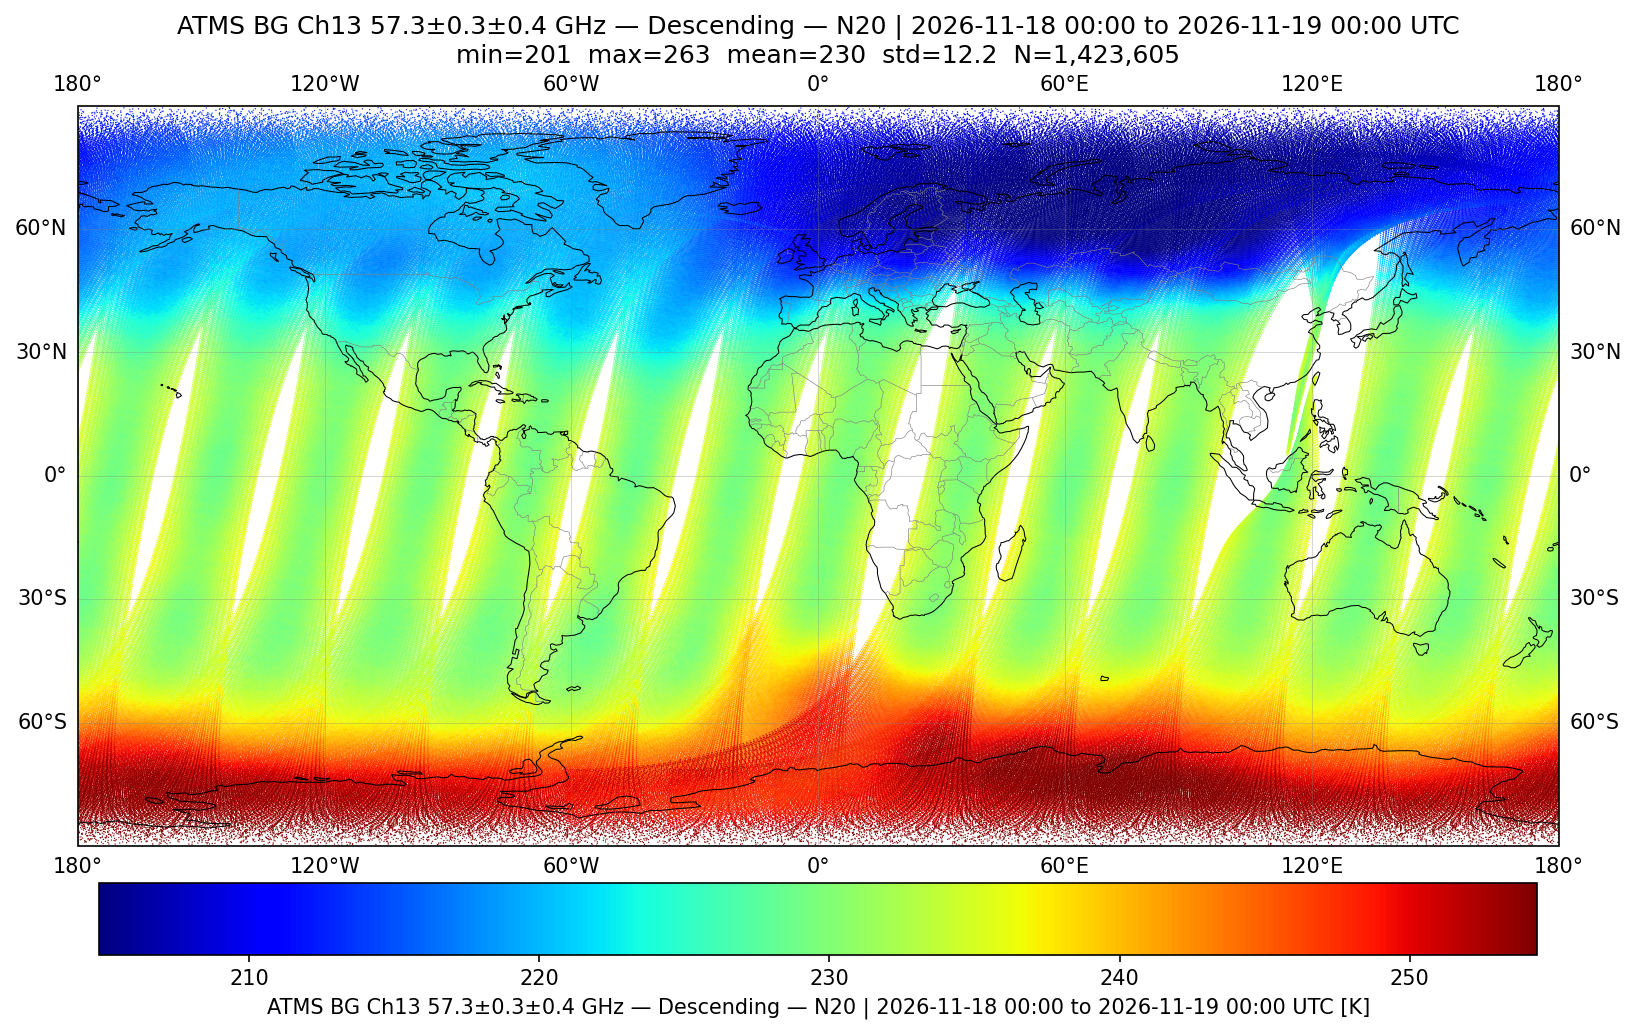 ATMS BG Ch13 57.3±0.3±0.4 GHz — Descending — N20 | 2026-11-18 00:00 to 2026-11-19 00:00 UTC
min=201 max=263 mean=230 std=12.2 N=1,423,605
180° 120°W 60°W 0° 60°E 120°E 180°
60°N 60°N
30°N 30°N
0° 0°
30°S 30°S
60°S 60°S
180° 120°W 60°W 0° 60°E 120°E 180°
210 220 230 240 250
ATMS BG Ch13 57.3±0.3±0.4 GHz — Descending — N20 | 2026-11-18 00:00 to 2026-11-19 00:00 UTC [K]